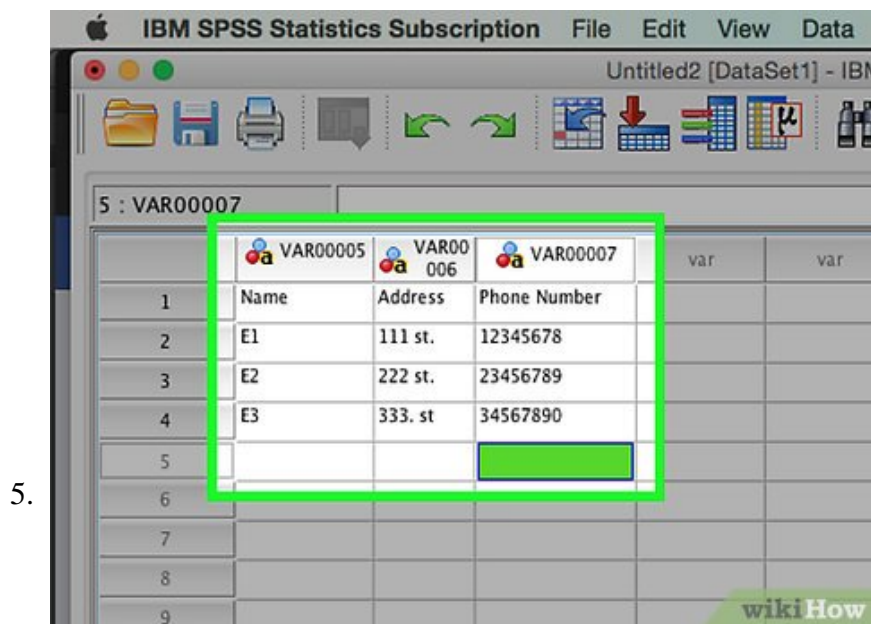 IBM SPSS Statistics Subscription File Edit View Data
Untitled2 [DataSet1] - IBM
5 : VAR00007
VAR00005 VAR00006 VAR00007 var var
1 Name Address Phone Number
2 E1 111 st. 12345678
3 E2 222 st. 23456789
4 E3 333. st 34567890
5
5.
6
7
8
9
wikiHow